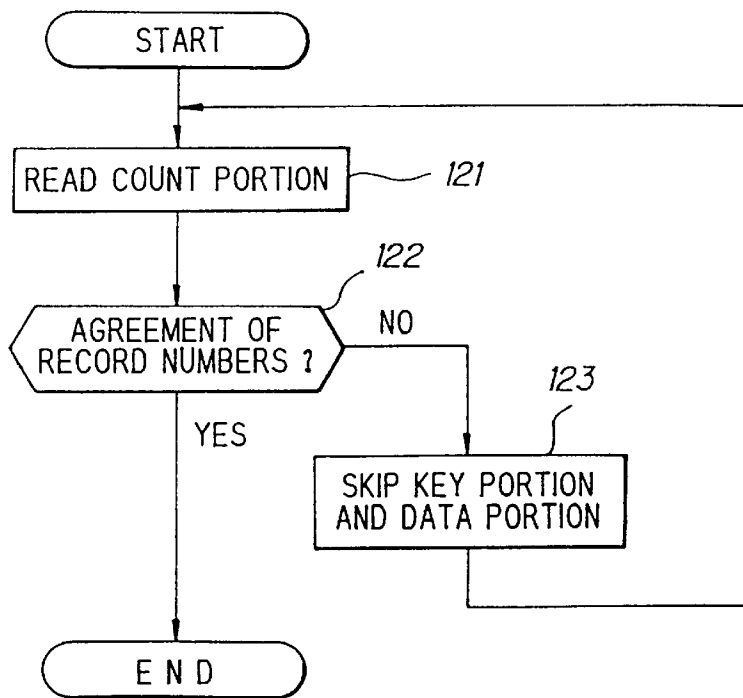 START
READ COUNT PORTION
121
122
AGREEMENT OF
RECORD NUMBERS ?
NO
YES
123
SKIP KEY PORTION
AND DATA PORTION
END